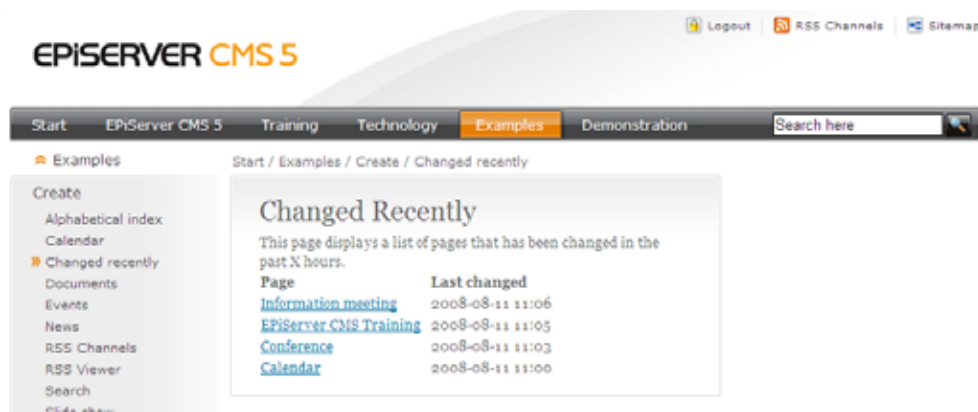 Logout RSS Channels Sitemap
EPiSERVER CMS 5
Start EPiServer CMS 5 Training Technology Examples Demonstration Search here
Examples
Start / Examples / Create / Changed recently
Create
Alphabetical index
Calendar
Changed recently
Documents
Events
News
RSS Channels
RSS Viewer
Search
Slide show
Changed Recently
This page displays a list of pages that has been changed in the
past X hours.
Page Last changed
Information meeting 2008-08-11 11:06
EPiServer CMS Training 2008-08-11 11:05
Conference 2008-08-11 11:03
Calendar 2008-08-11 11:00